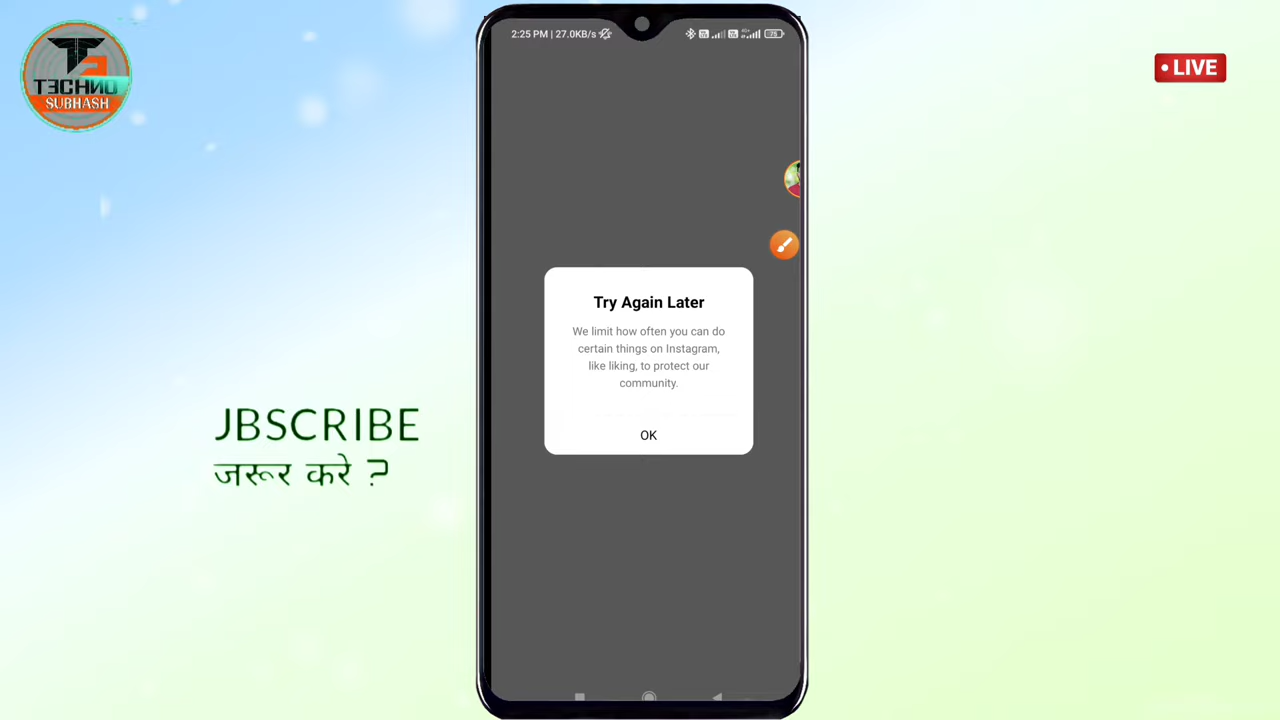 TECHNO
SUBHASH
LIVE
2:25 PM | 27.0KB/s
Try Again Later
We limit how often you can do
certain things on Instagram,
like liking, to protect our
community.
OK
JBSCRIBE
जरूर करे ?